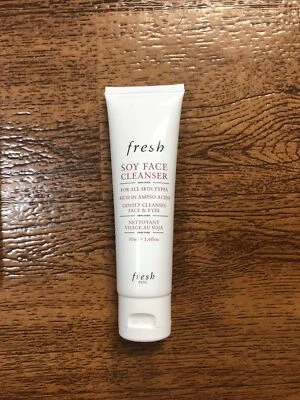 fresh
SOY FACE
CLEANSER
FOR ALL SKIN TYPES
RICH IN AMINO ACIDS
GENTLY CLEANSES
FACE & EYES
NETTOYANT
VISAGE AU SOJA
50ml
fresh